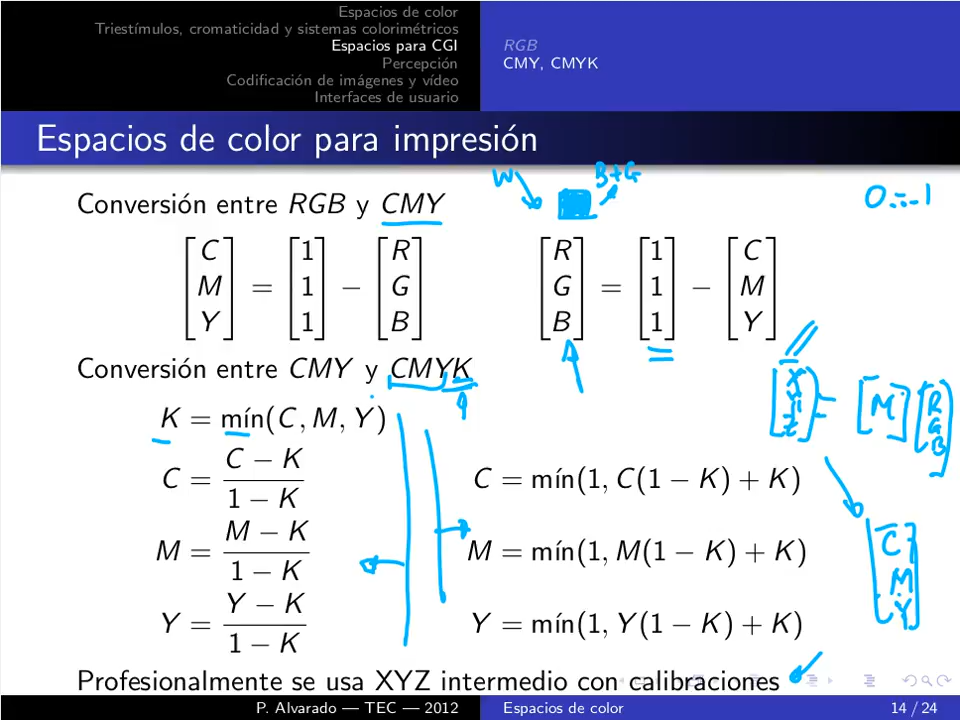 Espacios de color
Triestímulos, cromaticidad y sistemas colorimétricos
Espacios para CGI
Percepción
Codificación de imágenes y vídeo
Interfaces de usuario
RGB
CMY, CMYK
Espacios de color para impresión
W B+G
0 — 1
Conversión entre RGB y CMY
[C M Y] = [1 1 1] − [R G B]
[R G B] = [1 1 1] − [C M Y]
Conversión entre CMY y CMYK
[X Y Z] = [M] [R G B]
K = mín(C, M, Y)
C = (C − K)/(1 − K)
C = mín(1, C(1 − K) + K)
M = (M − K)/(1 − K)
M = mín(1, M(1 − K) + K)
[C M Y]
Y = (Y − K)/(1 − K)
Y = mín(1, Y(1 − K) + K)
Profesionalmente se usa XYZ intermedio con calibraciones
P. Alvarado — TEC — 2012
Espacios de color
14 / 24